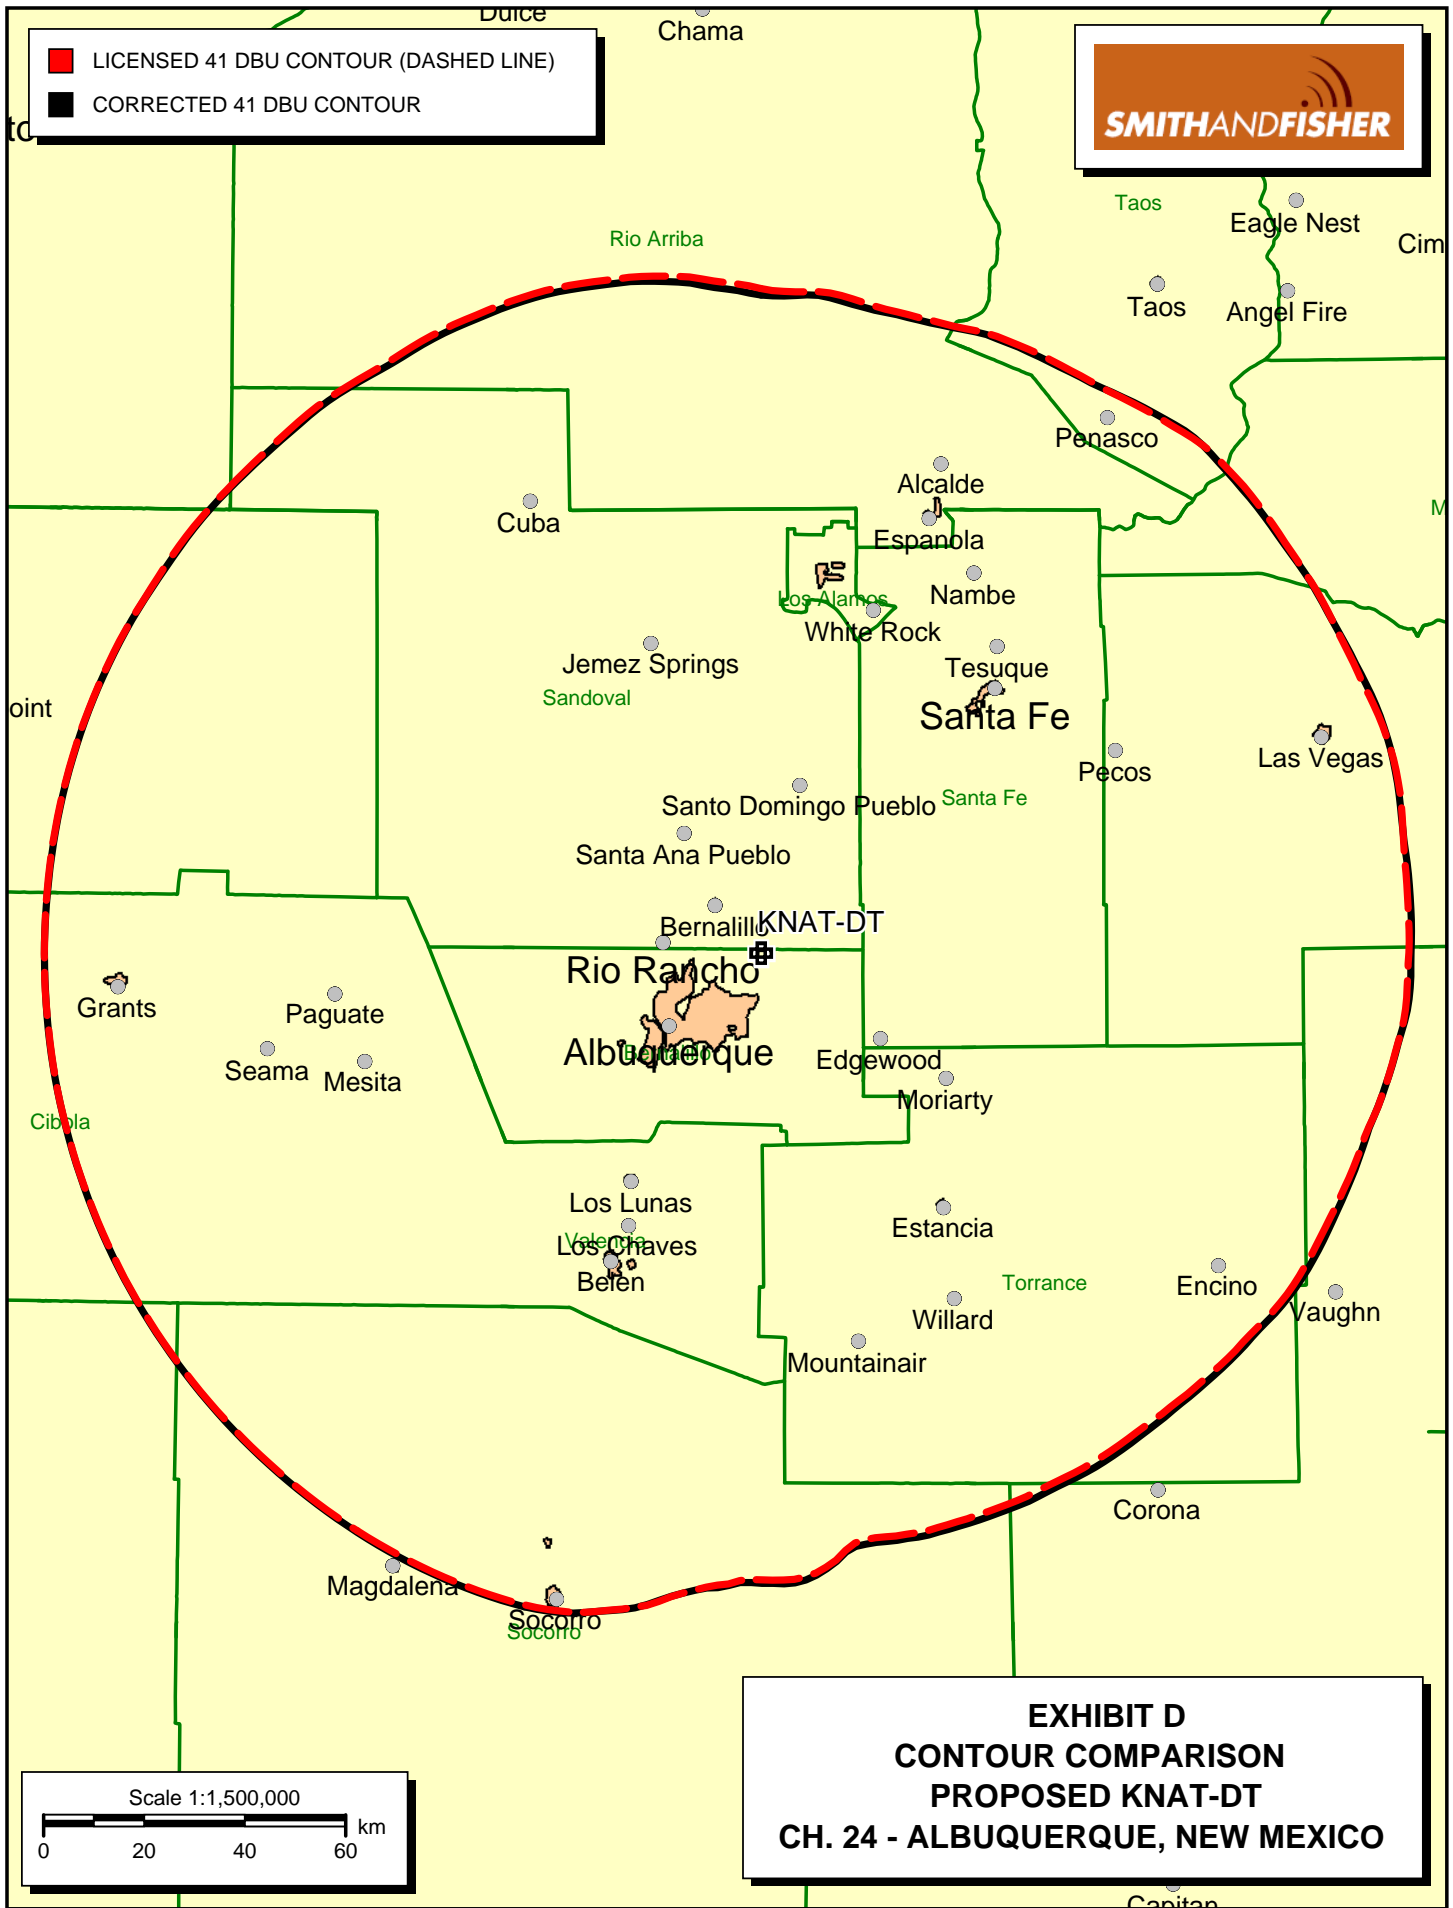 Dulce
Chama
LICENSED 41 DBU CONTOUR (DASHED LINE)
CORRECTED 41 DBU CONTOUR
SMITHANDFISHER
to
Taos
Eagle Nest
Rio Arriba
Cim
Taos
Angel Fire
Penasco
Alcalde
Cuba
M
Espanola
Nambe
Los Alamos
White Rock
Jemez Springs
Tesuque
Sandoval
oint
Santa Fe
Las Vegas
Pecos
Santo Domingo Pueblo
Santa Fe
Santa Ana Pueblo
Bernalillo
KNAT-DT
Rio Rancho
Grants
Paguate
Albuquerque
Bernalillo
Edgewood
Seama
Mesita
Moriarty
Cibola
Los Lunas
Estancia
Valencia
Los Chaves
Belen
Torrance
Encino
Willard
Vaughn
Mountainair
Corona
Magdalena
Socorro
Socorro
EXHIBIT D
CONTOUR COMPARISON
PROPOSED KNAT-DT
CH. 24 - ALBUQUERQUE, NEW MEXICO
Scale 1:1,500,000
km
0 20 40 60
Capitan